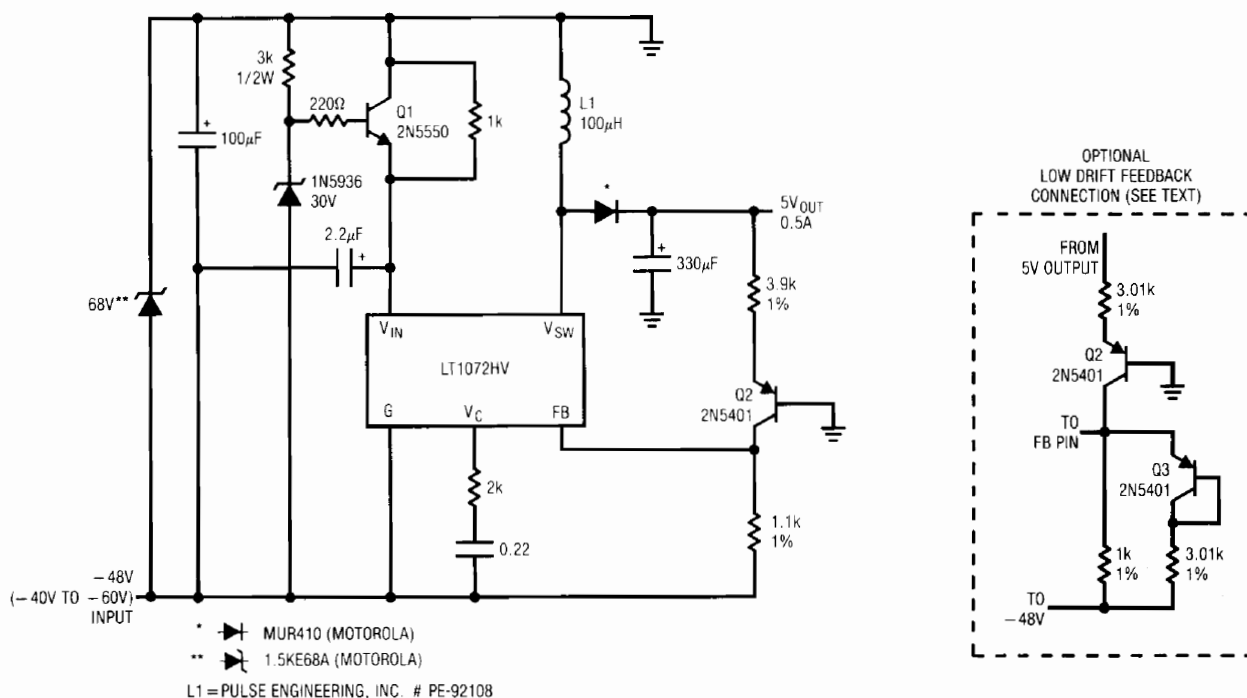 3k
1/2W
220Ω
Q1
2N5550
1k
+
100µF
1N5936
30V
2.2µF
+
68V**
L1
100µH
*
5V OUT
0.5A
+
330µF
3.9k
1%
VIN
VSW
LT1072HV
G
VC
FB
Q2
2N5401
2k
0.22
1.1k
1%
−48V
(−40V TO −60V)
INPUT
* MUR410 (MOTOROLA)
** 1.5KE68A (MOTOROLA)
L1=PULSE ENGINEERING, INC. # PE-92108
OPTIONAL
LOW DRIFT FEEDBACK
CONNECTION (SEE TEXT)
FROM
5V OUTPUT
3.01k
1%
Q2
2N5401
TO
FB PIN
Q3
2N5401
1k
1%
3.01k
1%
TO
−48V